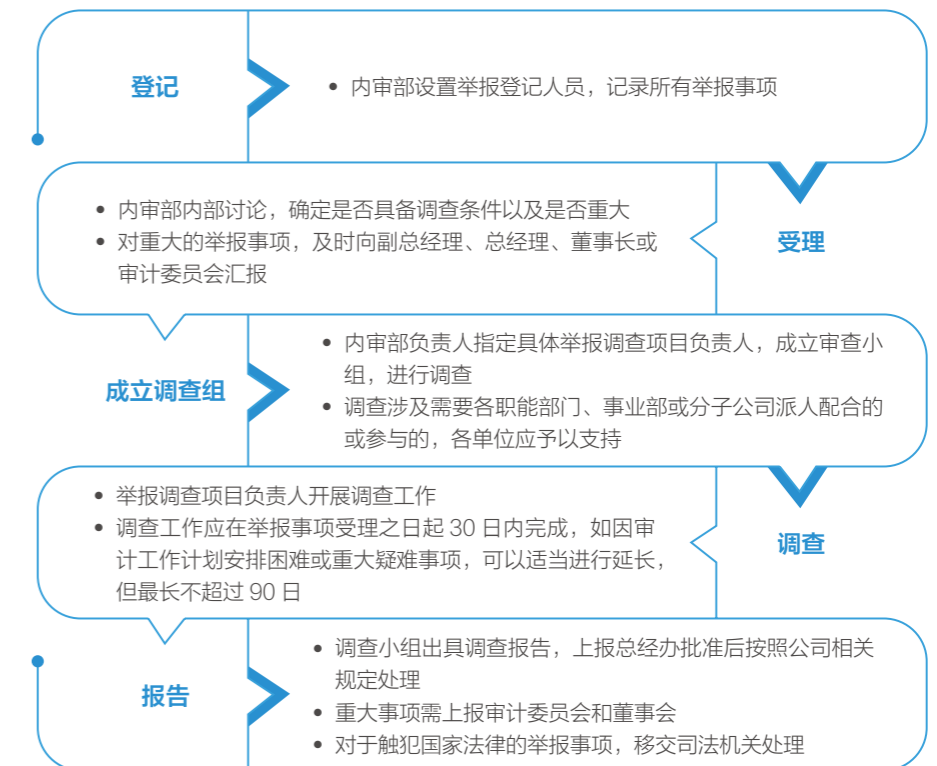 登记
• 内审部设置举报登记人员，记录所有举报事项
受理
• 内审部内部讨论，确定是否具备调查条件以及是否重大
• 对重大的举报事项，及时向副总经理、总经理、董事长或
审计委员会汇报
成立调查组
• 内审部负责人指定具体举报调查项目负责人，成立审查小
组，进行调查
• 调查涉及需要各职能部门、事业部或分子公司派人配合的
或参与的，各单位应予以支持
调查
• 举报调查项目负责人开展调查工作
• 调查工作应在举报事项受理之日起 30 日内完成，如因审
计工作计划安排困难或重大疑难事项，可以适当进行延长，
但最长不超过 90 日
报告
• 调查小组出具调查报告，上报总经办批准后按照公司相关
规定处理
• 重大事项需上报审计委员会和董事会
• 对于触犯国家法律的举报事项，移交司法机关处理